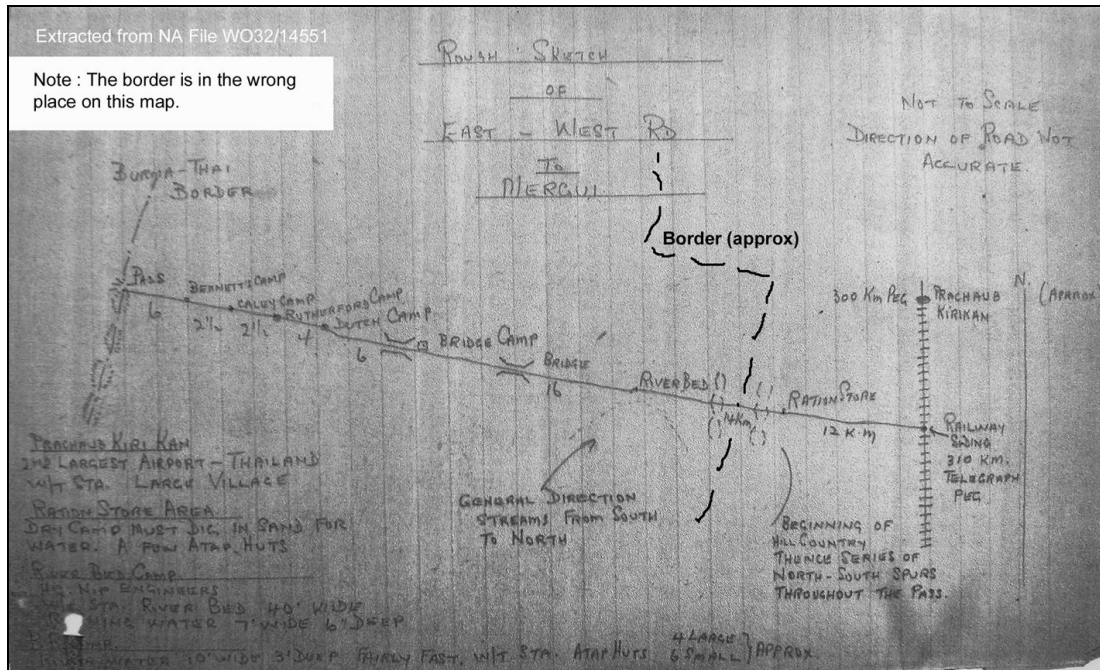 Extracted from NA File WO32/14551
Note : The border is in the wrong
place on this map.
ROUGH SKETCH
OF
EAST - WEST RD
TO
MERGUI
NOT TO SCALE
DIRECTION OF ROAD NOT
ACCURATE.
BURMA-THAI
BORDER
Border (approx)
PASS
BENNETTS CAMP
CALEY CAMP
RUTHERFORD CAMP
DUTCH CAMP
BRIDGE CAMP
BRIDGE
RIVER BED
RATION STORE
6
2½
2½
4
6
16
14KM
12 K.M
300 KM PEG
PRACHAUB
KIRIKAN
N.
(APPROX)
RAILWAY
SIDING
310 KM.
TELEGRAPH
PEG
GENERAL DIRECTION
STREAMS FROM SOUTH
TO NORTH
BEGINNING OF
HILL COUNTRY
THENCE SERIES OF
NORTH-SOUTH SPURS
THROUGHOUT THE PASS.
PRACHAUB KIRI KAN
2ND LARGEST AIRPORT - THAILAND
W/T STA. LARGE VILLAGE
RATION STORE AREA.
DRY CAMP MUST DIG IN SAND FOR
WATER. A FEW ATAP HUTS
RIVER BED CAMP
HQ. NIP ENGINEERS
STA. RIVER BED 40' WIDE
WATER 7' WIDE 6" DEEP
WATER 10' WIDE 3' DEEP FAIRLY FAST. W/T STA. ATAP HUTS 4 LARGE
6 SMALL } APPROX.